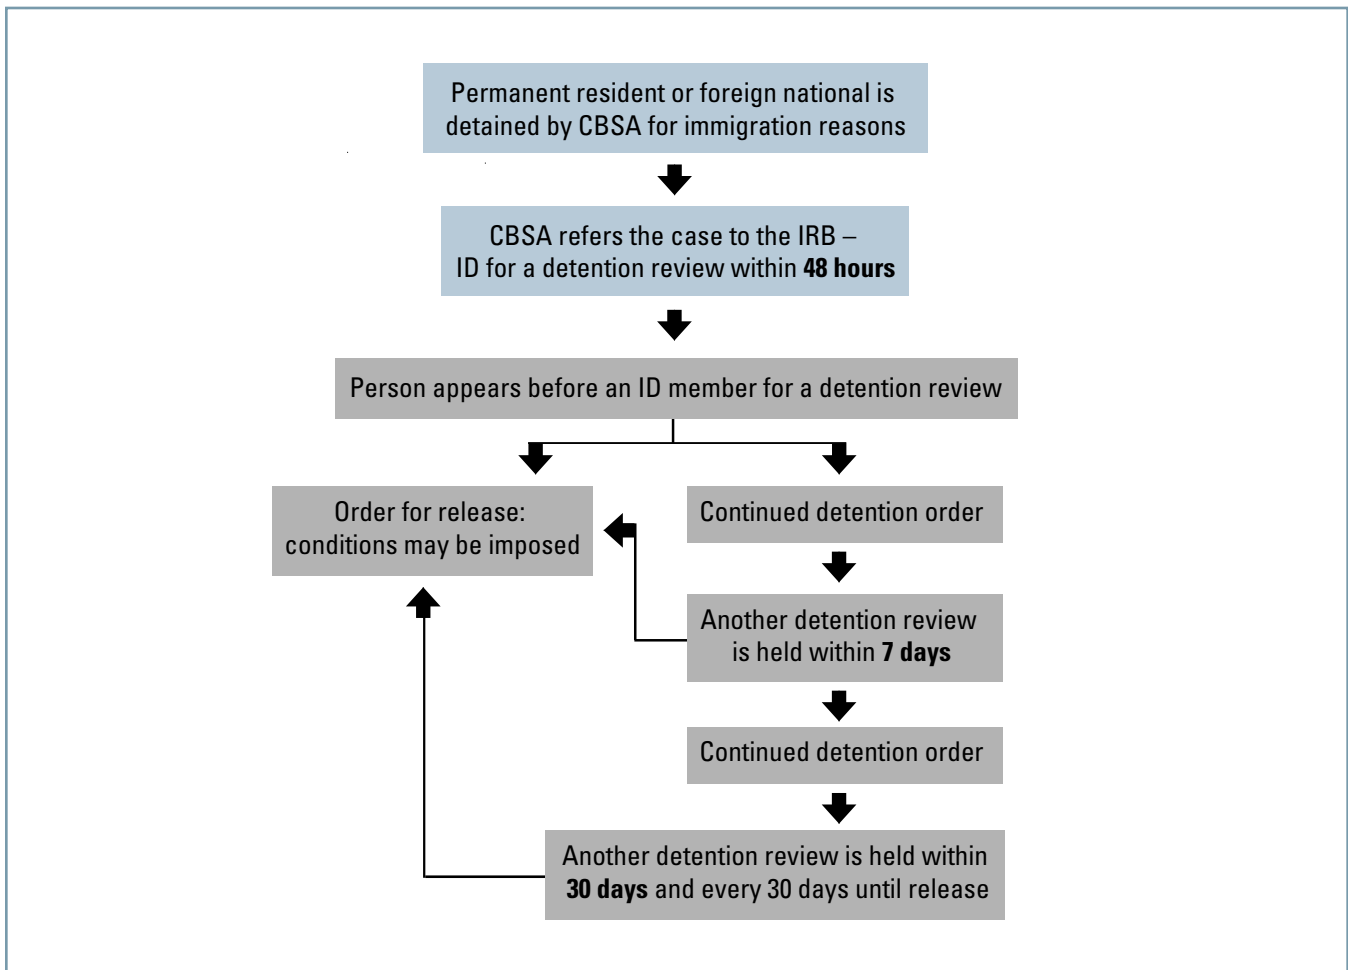 Permanent resident or foreign national is
detained by CBSA for immigration reasons
CBSA refers the case to the IRB –
ID for a detention review within 48 hours
Person appears before an ID member for a detention review
Order for release:
conditions may be imposed
Continued detention order
Another detention review
is held within 7 days
Continued detention order
Another detention review is held within
30 days and every 30 days until release